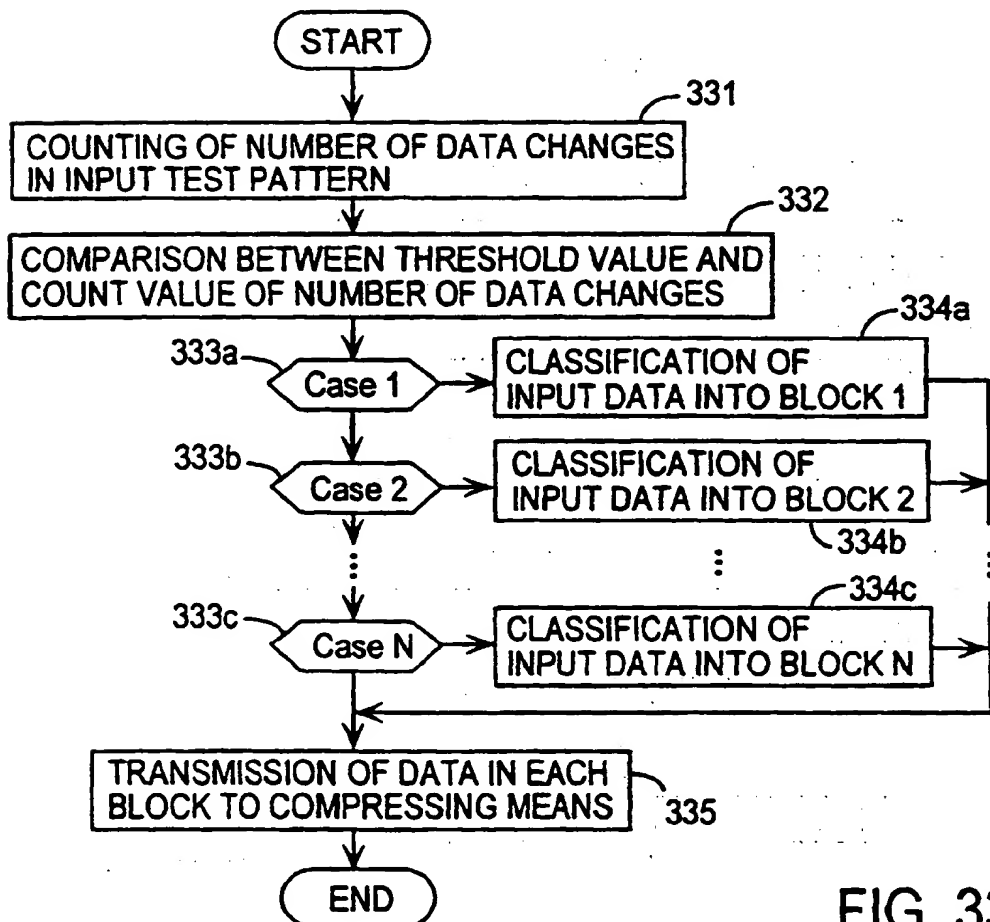 START
331
COUNTING OF NUMBER OF DATA CHANGES
IN INPUT TEST PATTERN
332
COMPARISON BETWEEN THRESHOLD VALUE AND
COUNT VALUE OF NUMBER OF DATA CHANGES
334a
333a
Case 1
CLASSIFICATION OF
INPUT DATA INTO BLOCK 1
333b
Case 2
CLASSIFICATION OF
INPUT DATA INTO BLOCK 2
334b
334c
333c
Case N
CLASSIFICATION OF
INPUT DATA INTO BLOCK N
TRANSMISSION OF DATA IN EACH
BLOCK TO COMPRESSING MEANS
335
END